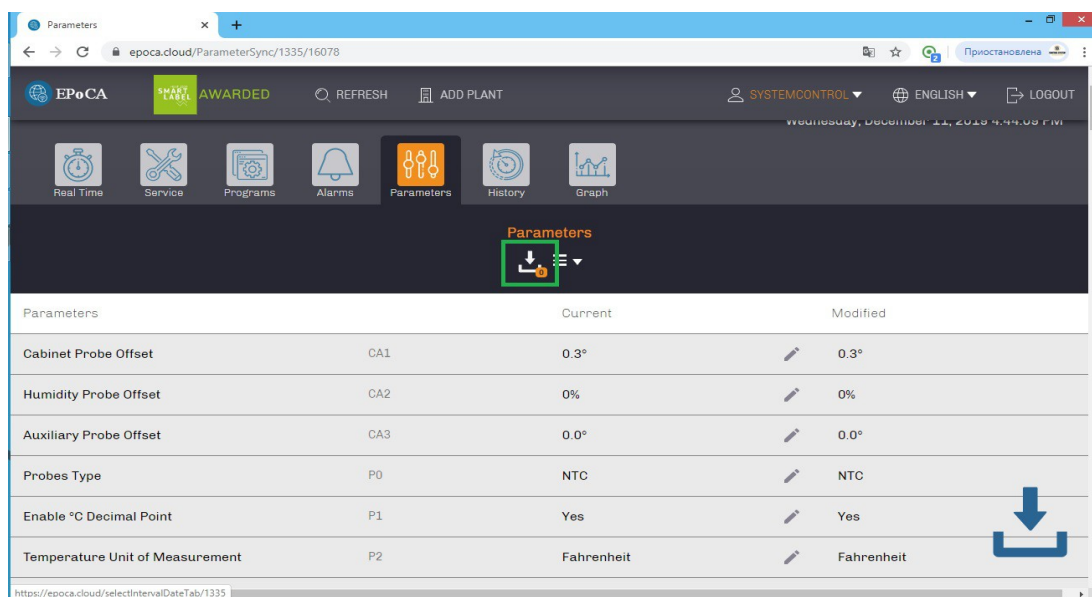 Parameters
epoca.cloud/ParameterSync/1335/16078
2
Приостановлена
EPoCA
SMART LABEL
AWARDED
REFRESH
ADD PLANT
SYSTEMCONTROL
ENGLISH
LOGOUT
Wednesday, December 11, 2019 4:44:09 PM
Real Time
Service
Programs
Alarms
Parameters
History
Graph
Parameters
0
Parameters Current Modified
Cabinet Probe Offset CA1 0.3° 0.3°
Humidity Probe Offset CA2 0% 0%
Auxiliary Probe Offset CA3 0.0° 0.0°
Probes Type P0 NTC NTC
Enable °C Decimal Point P1 Yes Yes
Temperature Unit of Measurement P2 Fahrenheit Fahrenheit
https://epoca.cloud/selectIntervalDateTab/1335